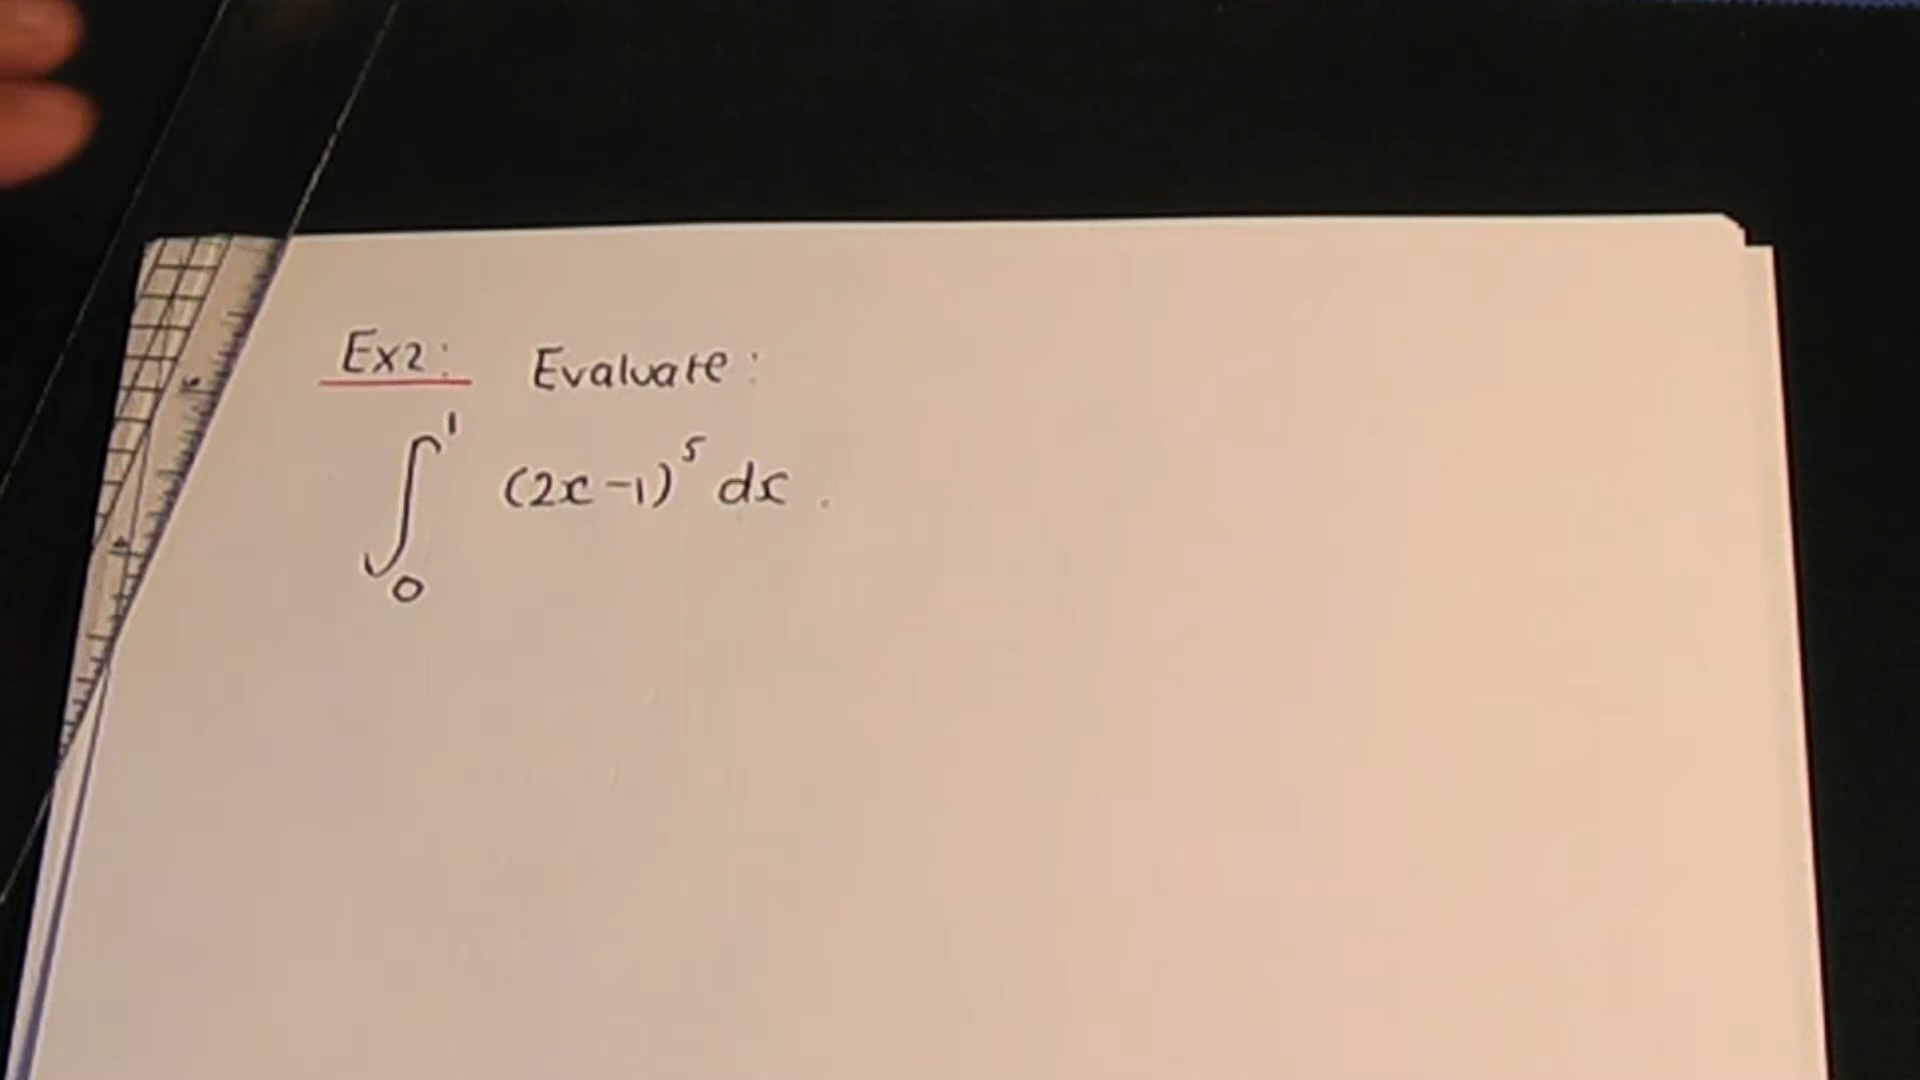 Ex2: Evaluate:
∫₀¹ (2x-1)⁵ dx.